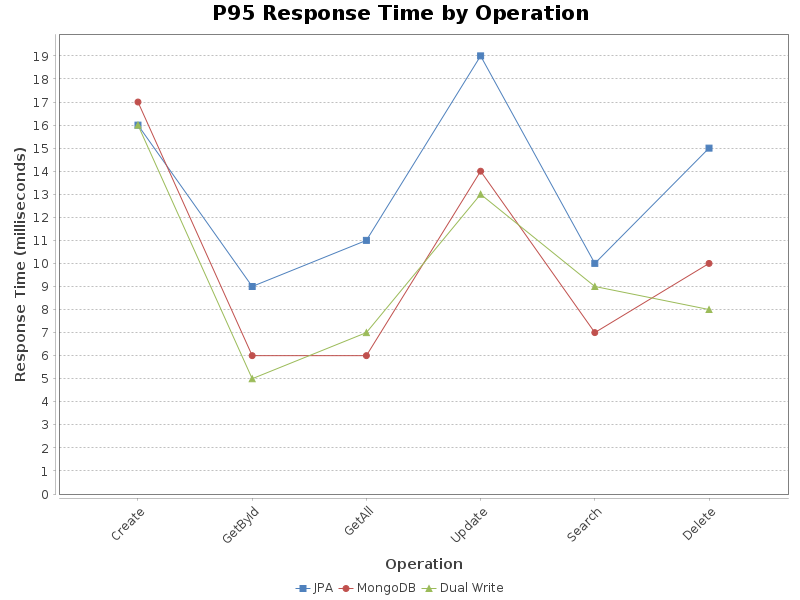 P95 Response Time by Operation
Response Time (milliseconds)
19
18
17
16
15
14
13
12
11
10
9
8
7
6
5
4
3
2
1
0
Create
GetById
GetAll
Update
Search
Delete
Operation
JPA MongoDB Dual Write